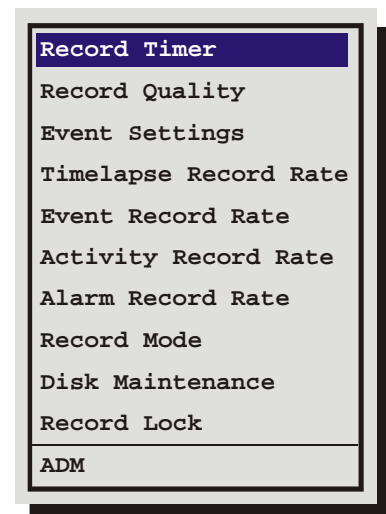 Record Timer
Record Quality
Event Settings
Timelapse Record Rate
Event Record Rate
Activity Record Rate
Alarm Record Rate
Record Mode
Disk Maintenance
Record Lock
ADM